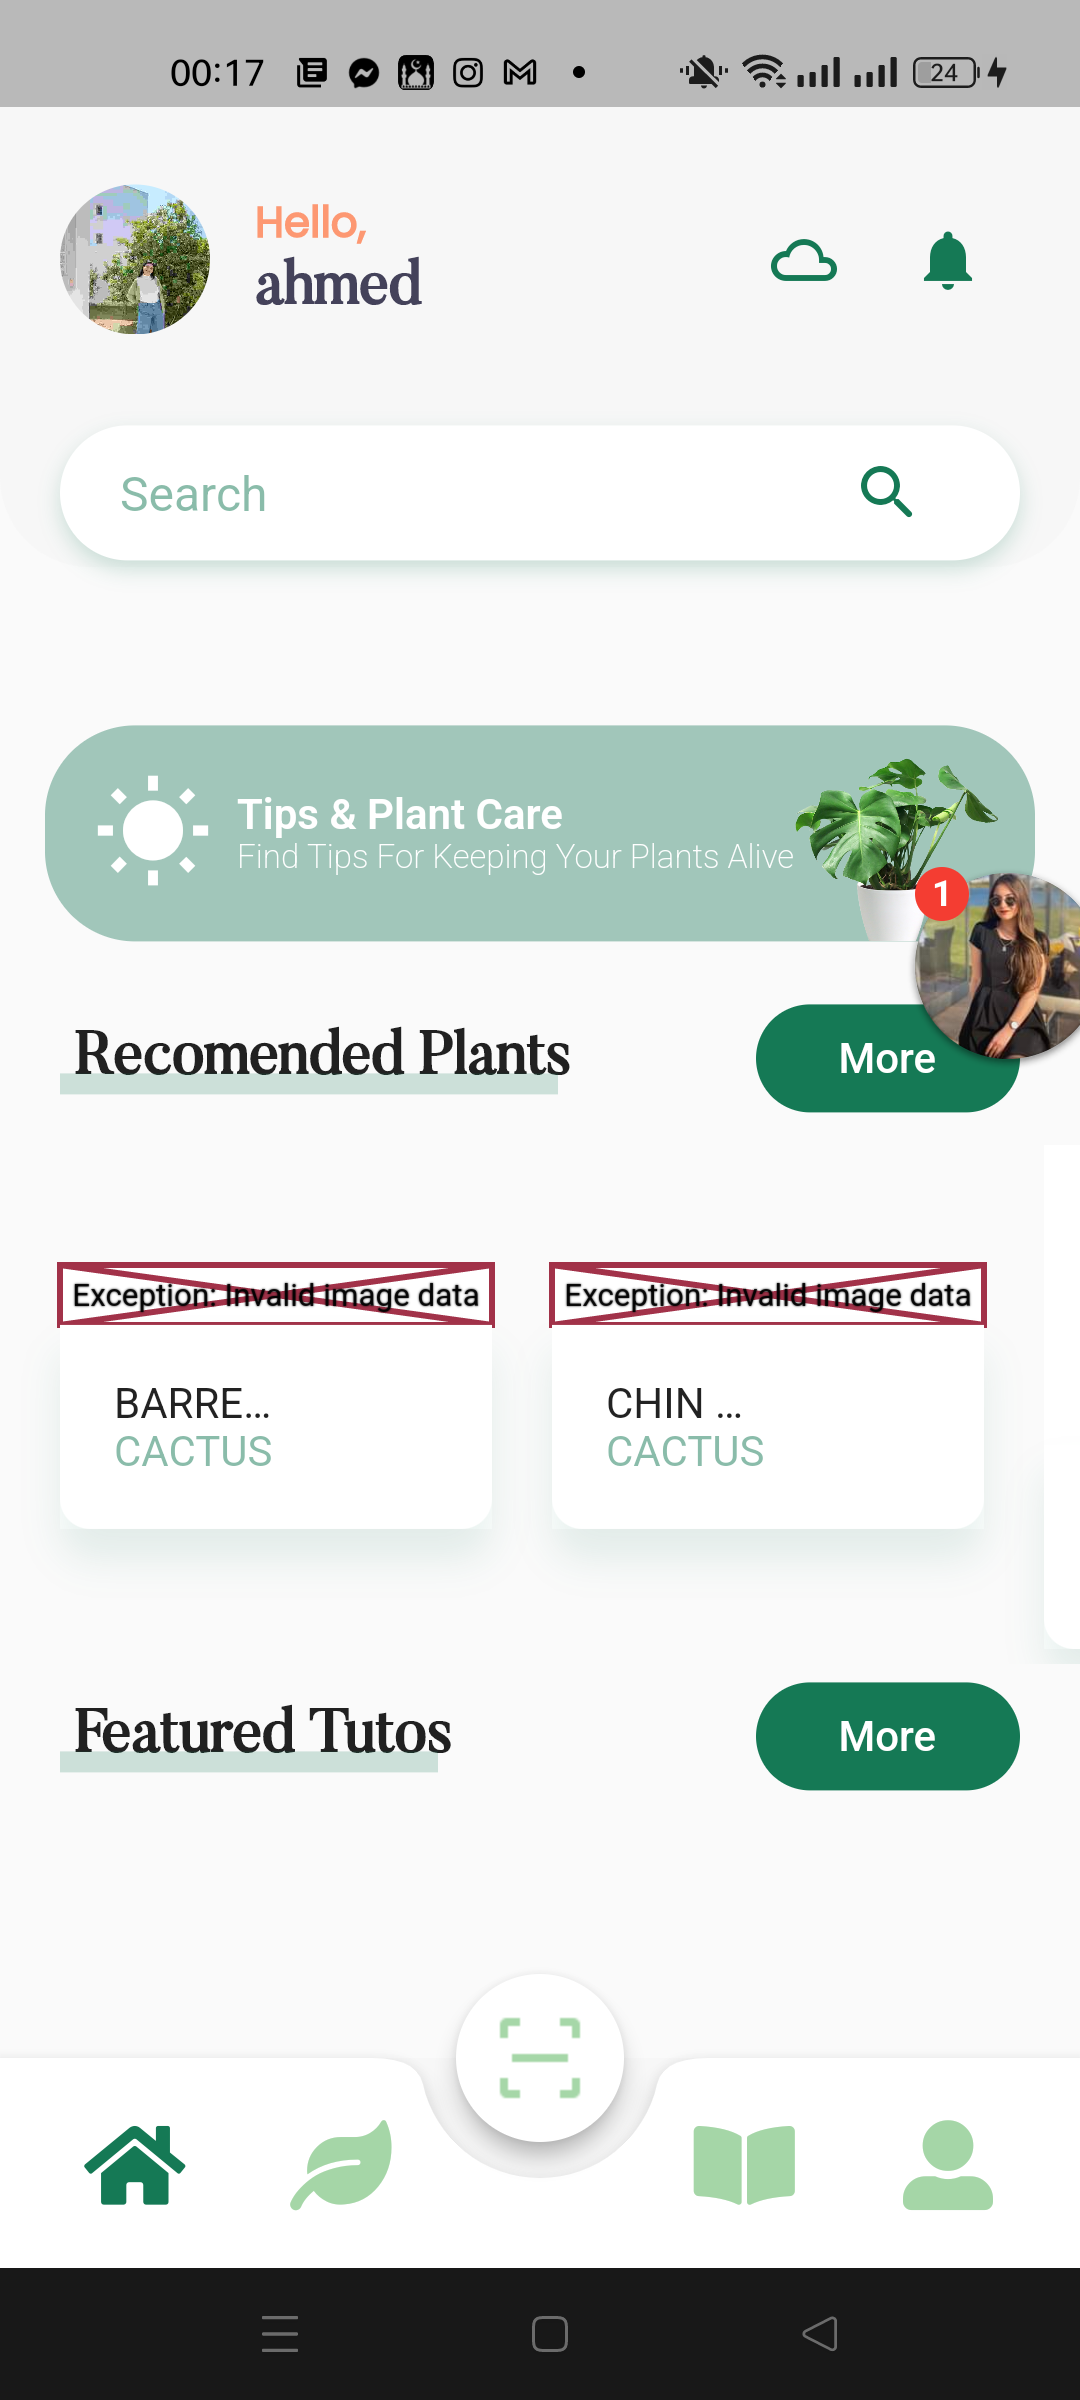 00:17
24
Hello,
ahmed
Search
Tips & Plant Care
Find Tips For Keeping Your Plants Alive
1
Recomended Plants
More
Exception: Invalid image data
Exception: Invalid image data
BARRE...
CACTUS
CHIN ...
CACTUS
Featured Tutos
More